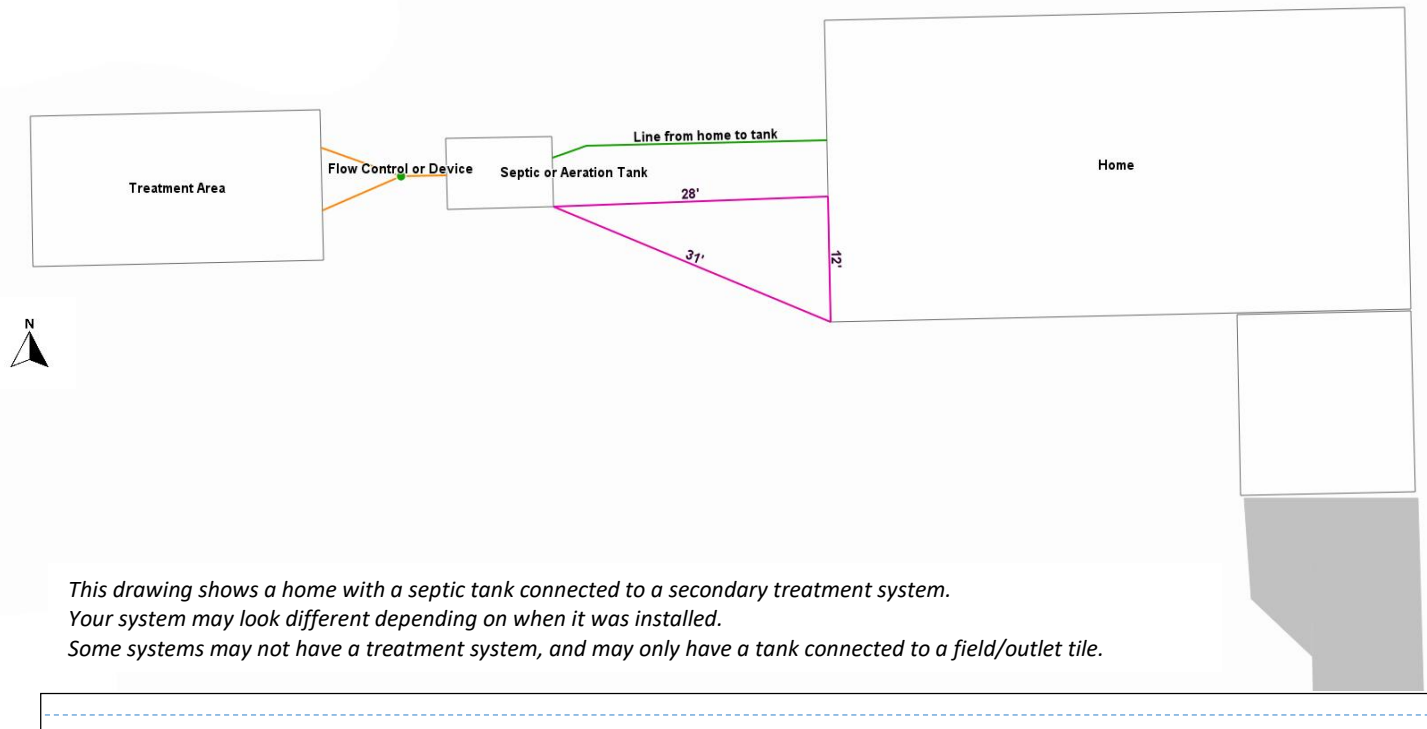 Line from home to tank
Home
Flow Control or Device
Septic or Aeration Tank
Treatment Area
28'
31'
12'
N
This drawing shows a home with a septic tank connected to a secondary treatment system.
Your system may look different depending on when it was installed.
Some systems may not have a treatment system, and may only have a tank connected to a field/outlet tile.